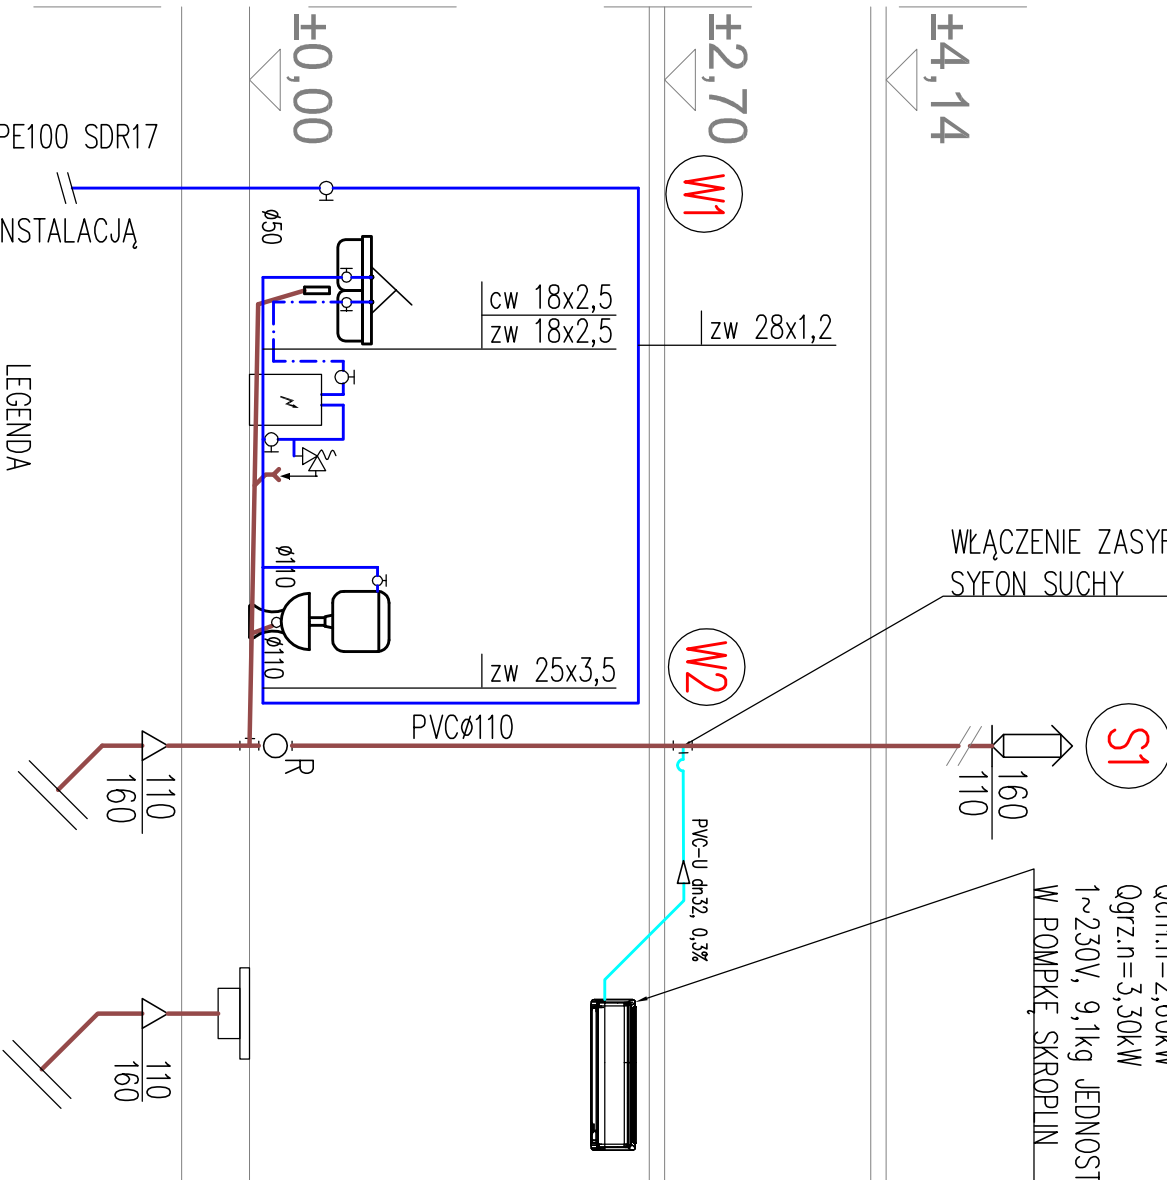 ±0,00
±2,70
±4,14
PE100 SDR17
NSTALACJĄ
W1
ø50
cw 18x2,5
zw 18x2,5
zw 28x1,2
LEGENDA
WŁĄCZENIE
SYFON SUCHY
ø110
ø110
zw 25x3,5
W2
PVCø110
S1
R
110
160
160
110
PVC-U dn32, 0,3%
Qgrz.n=3,30kW
1~230V, 9,1kg JEDNOST
W POMPKĘ SKROPLIN
110
160